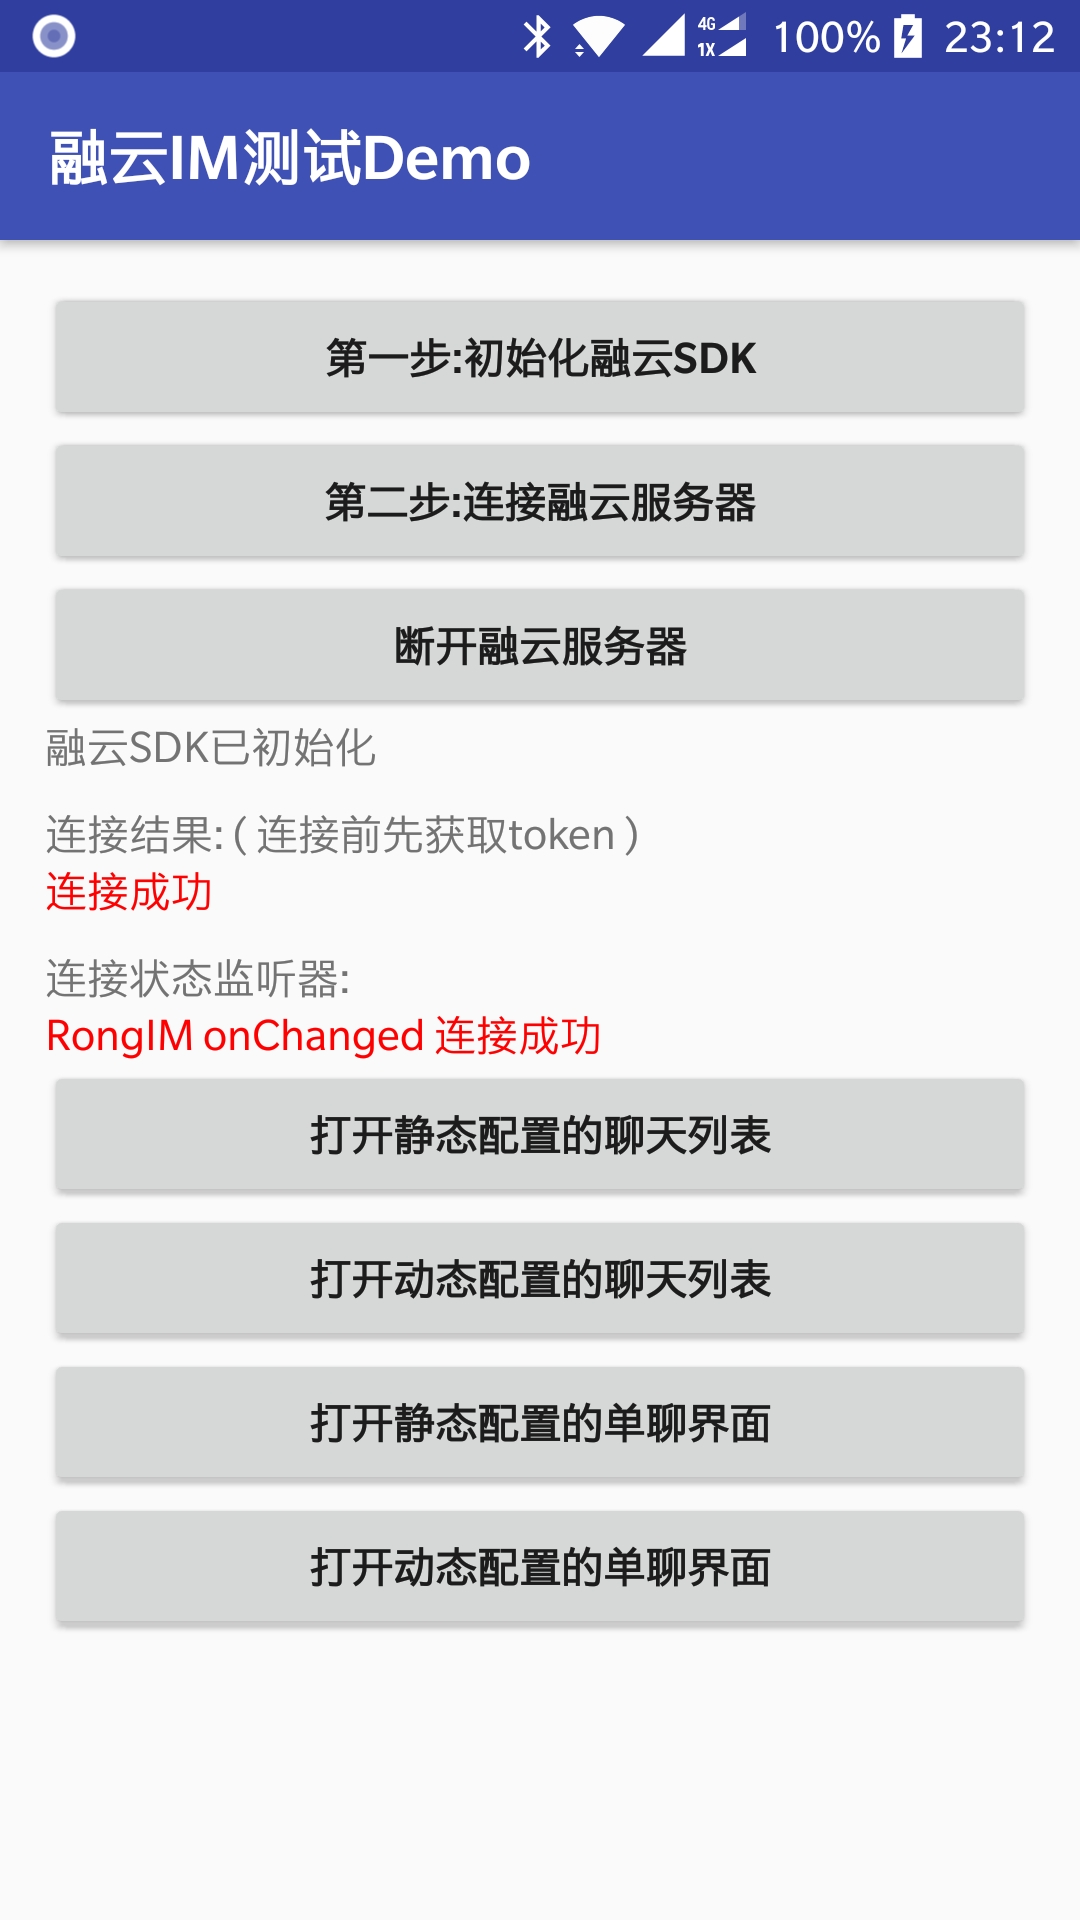 4G
1X
100%
23:12
融云IM测试Demo
第一步:初始化融云SDK
第二步:连接融云服务器
断开融云服务器
融云SDK已初始化
连接结果:（连接前先获取token）
连接成功
连接状态监听器:
RongIM onChanged 连接成功
打开静态配置的聊天列表
打开动态配置的聊天列表
打开静态配置的单聊界面
打开动态配置的单聊界面